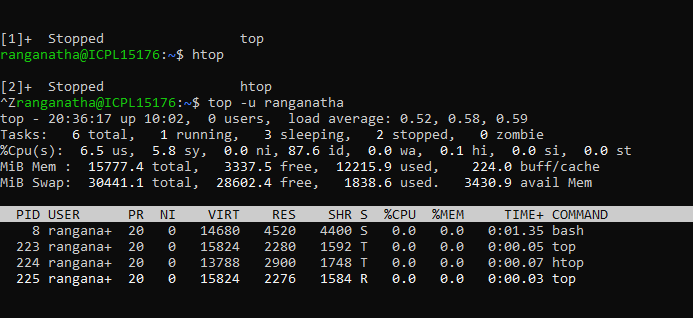 [1]+  Stopped                 top
ranganatha@ICPL15176:~$ htop
[2]+  Stopped                 htop
^Zranganatha@ICPL15176:~$ top -u ranganatha
top - 20:36:17 up 10:02,  0 users,  load average: 0.52, 0.58, 0.59
Tasks:   6 total,   1 running,   3 sleeping,   2 stopped,   0 zombie
%Cpu(s):  6.5 us,  5.8 sy,  0.0 ni, 87.6 id,  0.0 wa,  0.1 hi,  0.0 si,  0.0 st
MiB Mem :  15777.4 total,   3337.5 free,  12215.9 used,    224.0 buff/cache
MiB Swap:  30441.1 total,  28602.4 free,   1838.6 used.   3430.9 avail Mem
PID USER      PR  NI    VIRT    RES    SHR S  %CPU  %MEM     TIME+ COMMAND
8 rangana+  20   0   14680   4520   4400 S   0.0   0.0   0:01.35 bash
223 rangana+  20   0   15824   2280   1592 T   0.0   0.0   0:00.05 top
224 rangana+  20   0   13788   2900   1748 T   0.0   0.0   0:00.07 htop
225 rangana+  20   0   15824   2276   1584 R   0.0   0.0   0:00.03 top